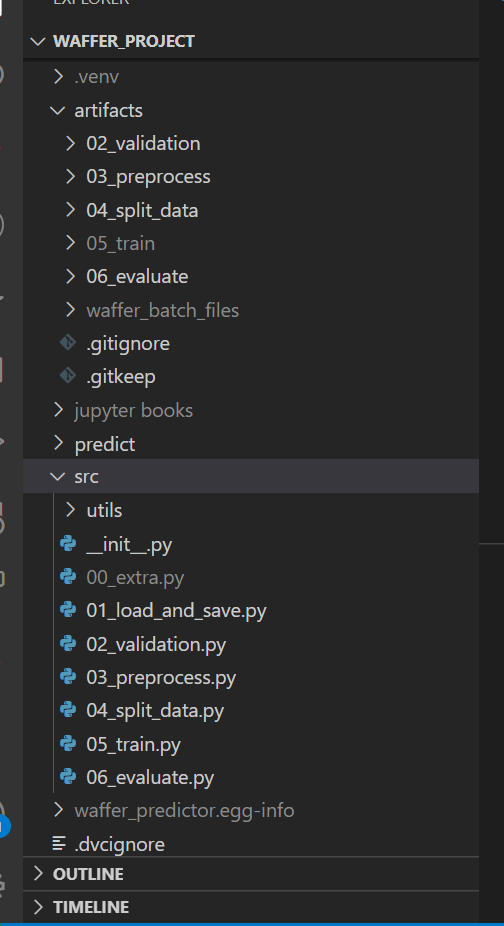 EXPLORER
WAFFER_PROJECT
.venv
artifacts
02_validation
03_preprocess
04_split_data
05_train
06_evaluate
waffer_batch_files
.gitignore
.gitkeep
jupyter books
predict
src
utils
__init__.py
00_extra.py
01_load_and_save.py
02_validation.py
03_preprocess.py
04_split_data.py
05_train.py
06_evaluate.py
waffer_predictor.egg-info
.dvcignore
OUTLINE
TIMELINE